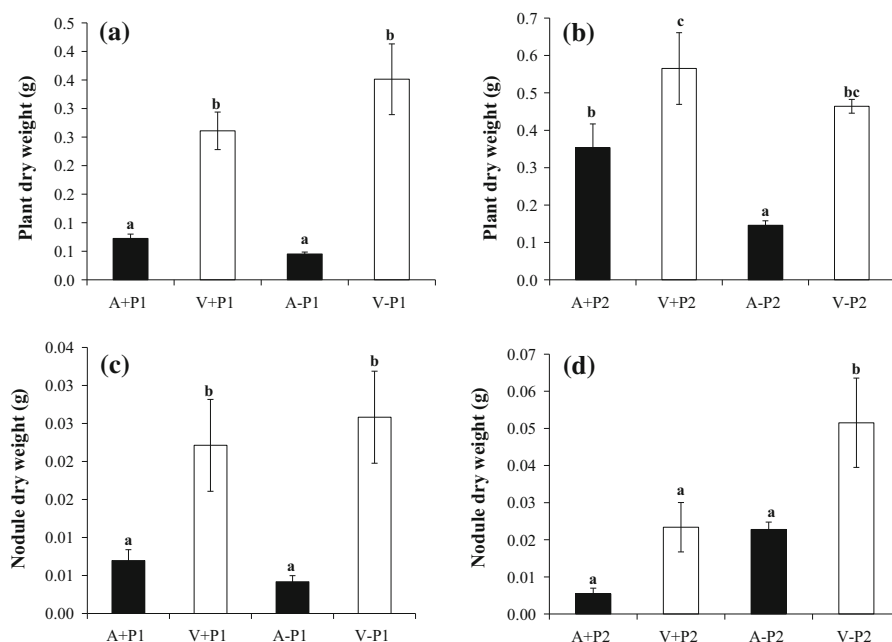 (a)
Plant dry weight (g)
0.5
0.4
0.4
0.3
0.3
0.2
0.2
0.1
0.1
0.0
a
b
a
b
A+P1 V+P1 A-P1 V-P1
(b)
Plant dry weight (g)
0.7
0.6
0.5
0.4
0.3
0.2
0.1
0.0
b
c
a
bc
A+P2 V+P2 A-P2 V-P2
(c)
Nodule dry weight (g)
0.04
0.03
0.03
0.02
0.02
0.01
0.01
0.00
a
b
a
b
A+P1 V+P1 A-P1 V-P1
(d)
Nodule dry weight (g)
0.07
0.06
0.05
0.04
0.03
0.02
0.01
0.00
a
a
a
b
A+P2 V+P2 A-P2 V-P2